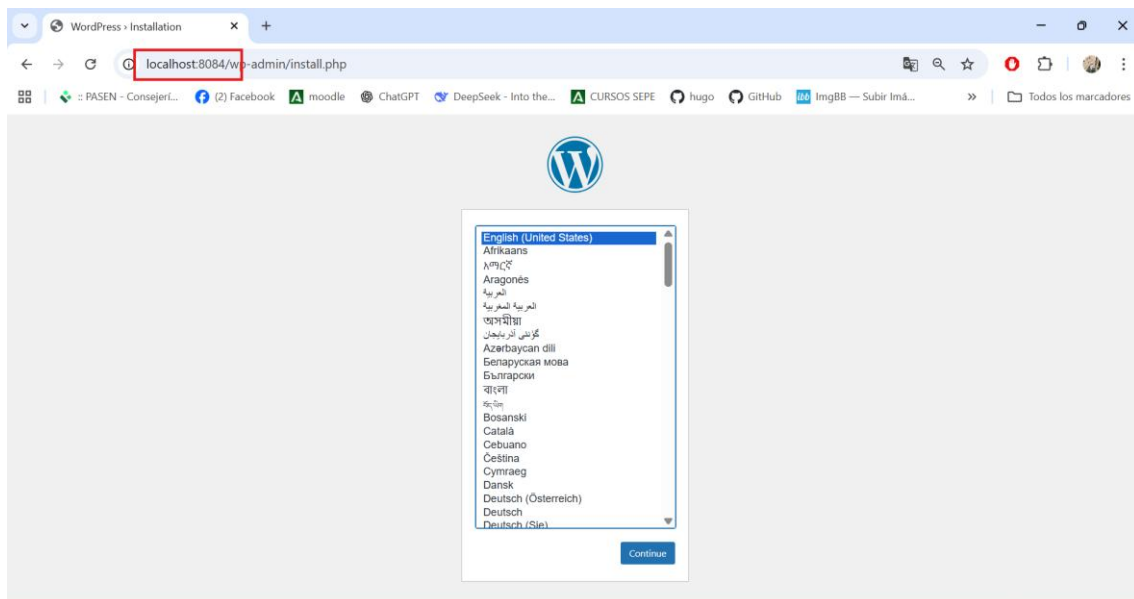 WordPress › Installation
localhost:8084/wp-admin/install.php
:: PASEN - Consejerí...
(2) Facebook
moodle
ChatGPT
DeepSeek - Into the...
CURSOS SEPE
hugo
GitHub
ibb
ImgBB — Subir Imá...
Todos los marcadores
W
English (United States)
Afrikaans
አማርኛ
Aragonés
العربية
العربية المغربية
অসমীয়া
گؤنئی آذربایجان
Azərbaycan dili
Беларуская мова
Български
বাংলা
བོད་ཡིག
Bosanski
Català
Cebuano
Čeština
Cymraeg
Dansk
Deutsch (Österreich)
Deutsch
Deutsch (Sie)
Continue